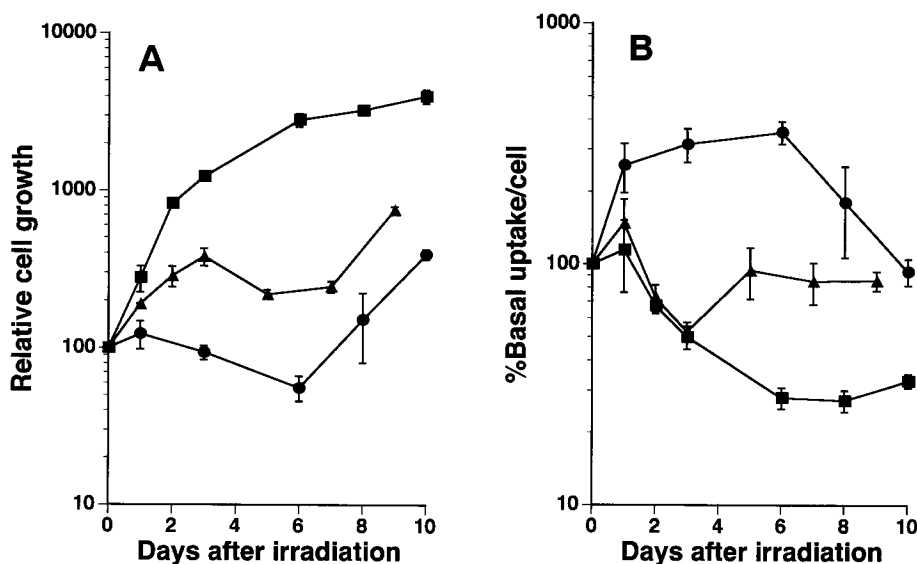 A
Relative cell growth
10000
1000
100
10
0 2 4 6 8 10
Days after irradiation
B
%Basal uptake/cell
1000
100
10
0 2 4 6 8 10
Days after irradiation